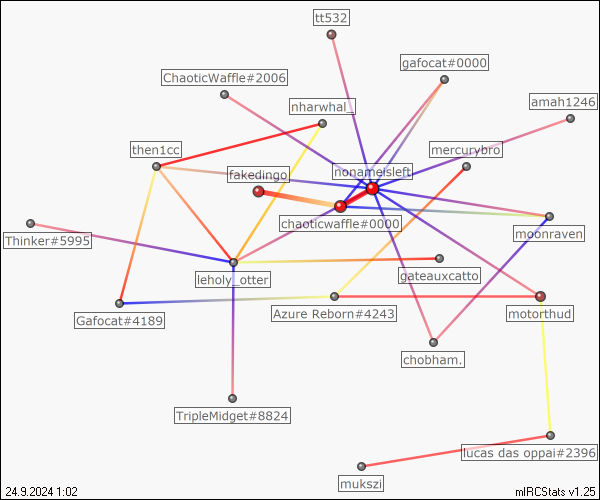 tt532
gafocat#0000
ChaoticWaffle#2006
amah1246
nharwhal_
mercurybro
then1cc
nonameisleft
fakedingo
chaoticwaffle#0000
moonraven
Thinker#5995
gateauxcatto
leholy_otter
Azure Reborn#4243
motorthud
Gafocat#4189
chobham.
TripleMidget#8824
lucas das oppai#2396
mukszi
24.9.2024 1:02
mIRCStats v1.25